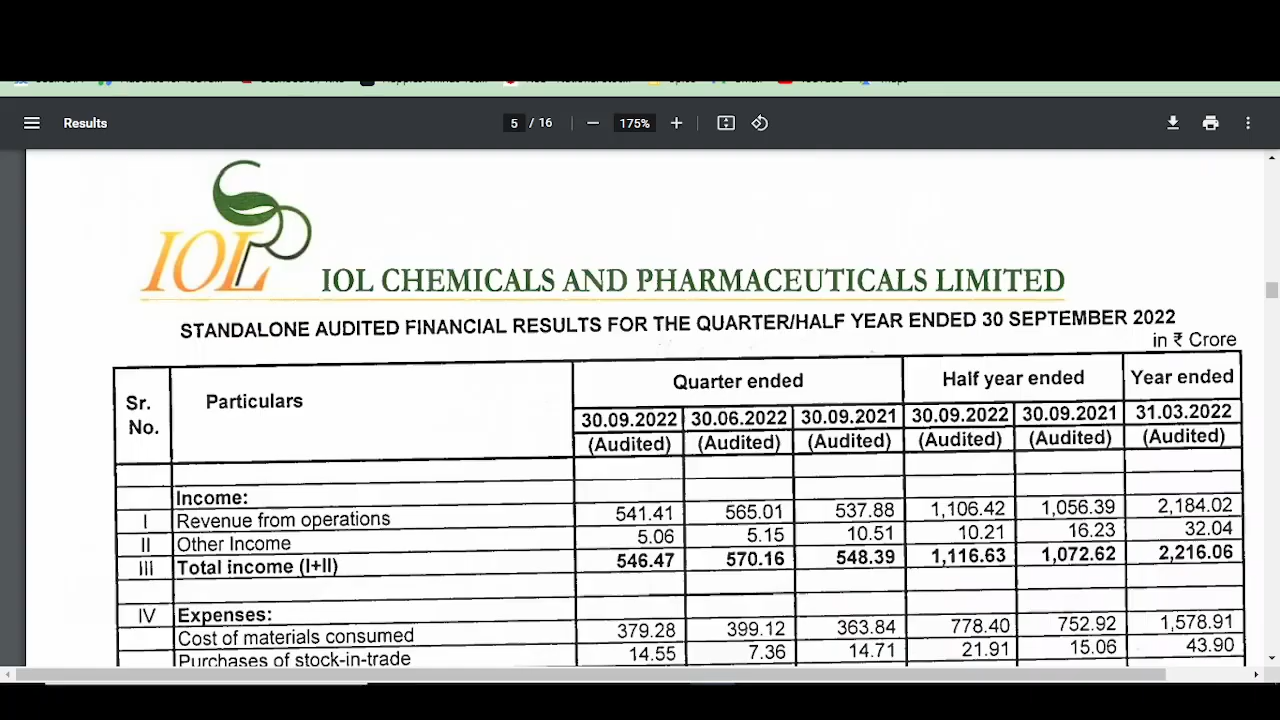 Results
5 / 16
175%
IOL
IOL CHEMICALS AND PHARMACEUTICALS LIMITED
STANDALONE AUDITED FINANCIAL RESULTS FOR THE QUARTER/HALF YEAR ENDED 30 SEPTEMBER 2022
in ₹ Crore
Sr. No. Particulars Quarter ended Half year ended Year ended
30.09.2022 30.06.2022 30.09.2021 30.09.2022 30.09.2021 31.03.2022
(Audited) (Audited) (Audited) (Audited) (Audited) (Audited)
Income:
I Revenue from operations 541.41 565.01 537.88 1,106.42 1,056.39 2,184.02
II Other Income 5.06 5.15 10.51 10.21 16.23 32.04
III Total income (I+II) 546.47 570.16 548.39 1,116.63 1,072.62 2,216.06
IV Expenses:
Cost of materials consumed 379.28 399.12 363.84 778.40 752.92 1,578.91
Purchases of stock-in-trade 14.55 7.36 14.71 21.91 15.06 43.90